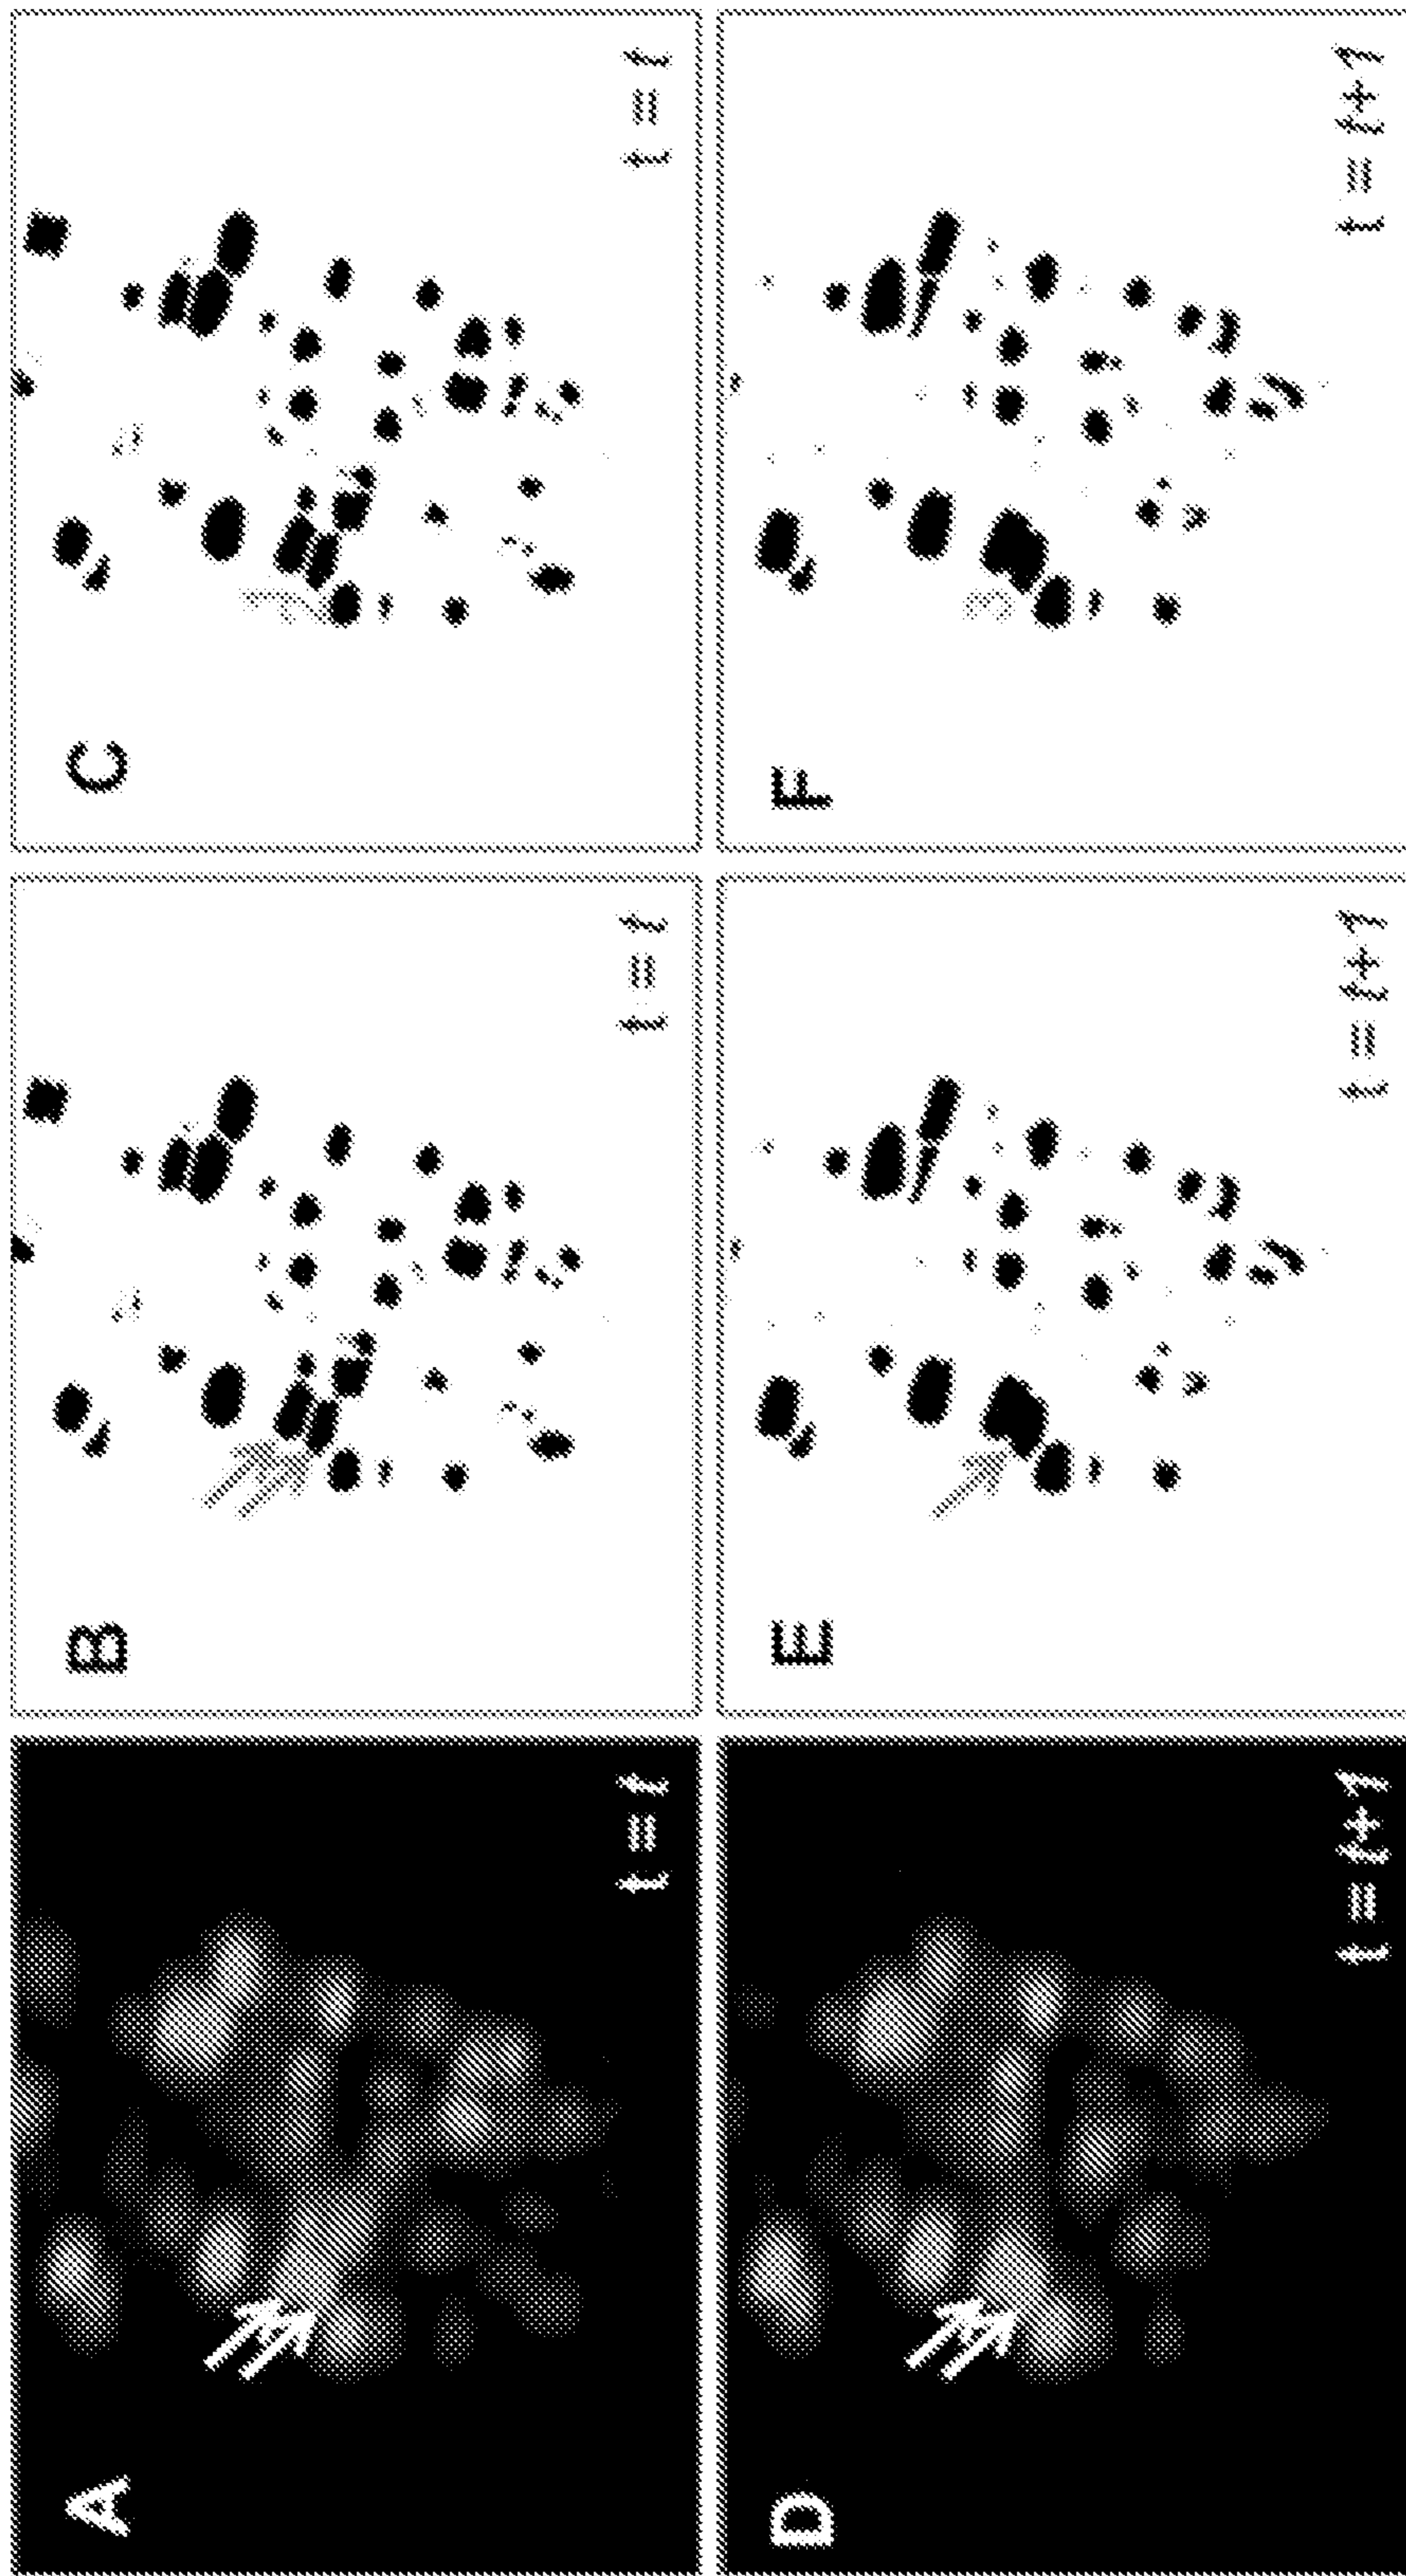 A
t = t
B
t = t
C
t = t
D
t = t+1
E
t = t+1
F
t = t+1